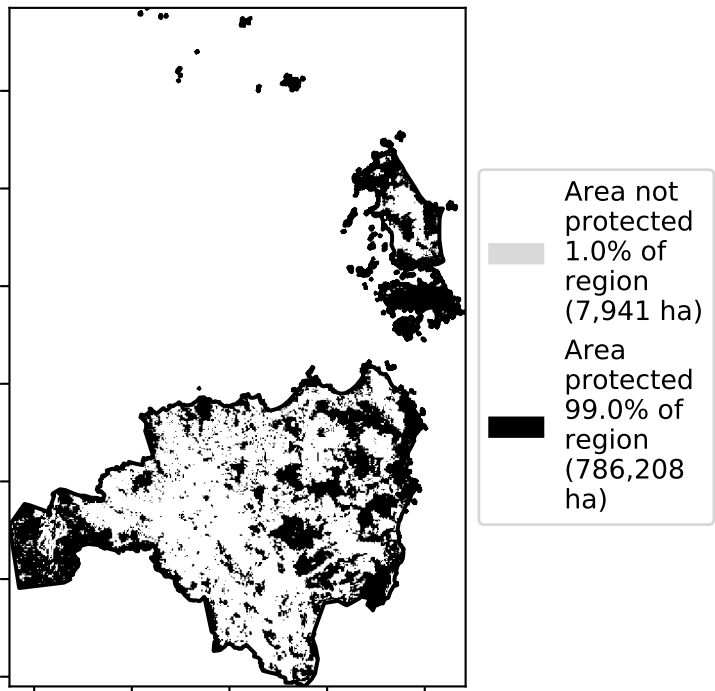 Area not
protected
1.0% of
region
(7,941 ha)
Area
protected
99.0% of
region
(786,208
ha)